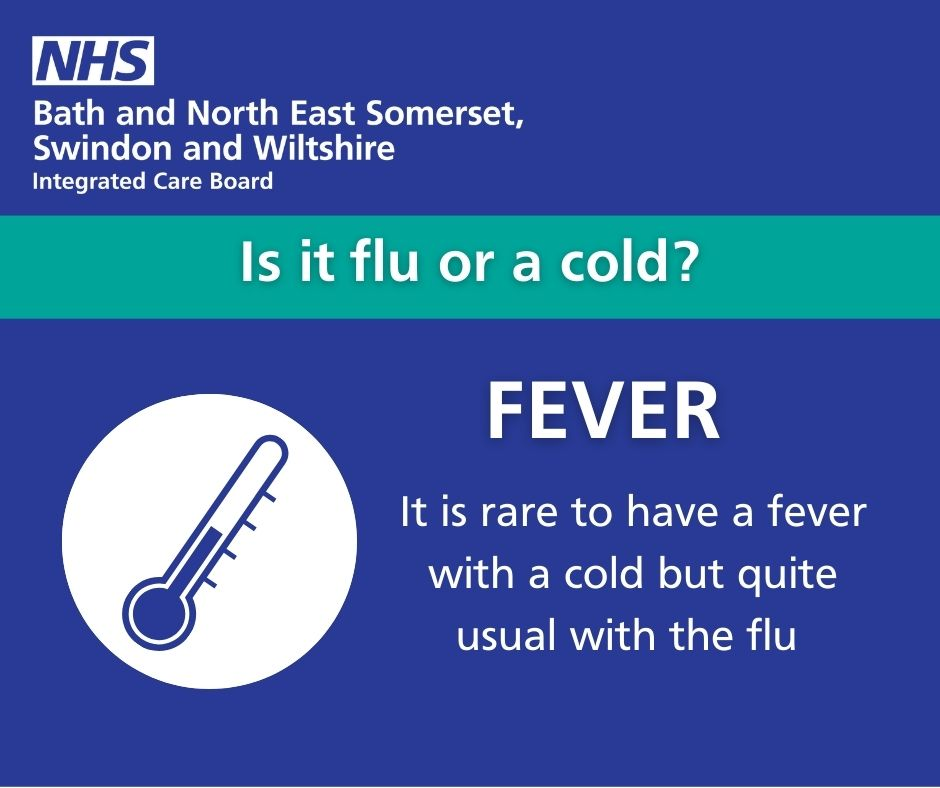 NHS
Bath and North East Somerset,
Swindon and Wiltshire
Integrated Care Board
Is it flu or a cold?
FEVER
It is rare to have a fever
with a cold but quite
usual with the flu